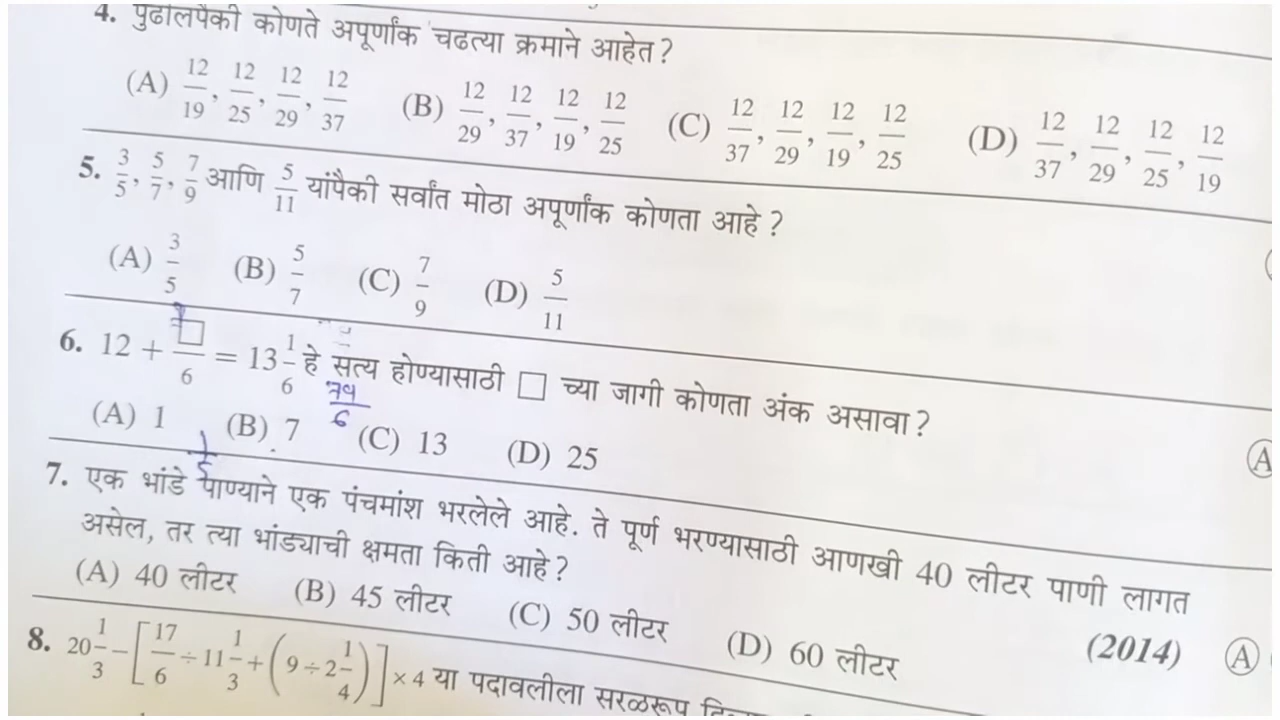 4. पुढीलपैकी कोणते अपूर्णांक चढत्या क्रमाने आहेत?
(A) 12/19, 12/25, 12/29, 12/37 (B) 12/29, 12/37, 12/19, 12/25 (C) 12/37, 12/29, 12/19, 12/25 (D) 12/37, 12/29, 12/25, 12/19
5. 3/5, 5/7, 7/9 आणि 5/11 यांपैकी सर्वांत मोठा अपूर्णांक कोणता आहे?
(A) 3/5 (B) 5/7 (C) 7/9 (D) 5/11
6. 12 + □/6 = 13 1/6 हे सत्य होण्यासाठी □ च्या जागी कोणता अंक असावा?
७९/6
(A) 1 (B) 7 (C) 13 (D) 25
A
1/5
7. एक भांडे पाण्याने एक पंचमांश भरलेले आहे. ते पूर्ण भरण्यासाठी आणखी 40 लीटर पाणी लागत
असेल, तर त्या भांड्याची क्षमता किती आहे?
(2014)
(A) 40 लीटर (B) 45 लीटर (C) 50 लीटर (D) 60 लीटर
A
8. 20 1/3 − [17/6 ÷ 11 1/3 + (9 ÷ 2 1/4)] × 4 या पदावलीला सरळरूप